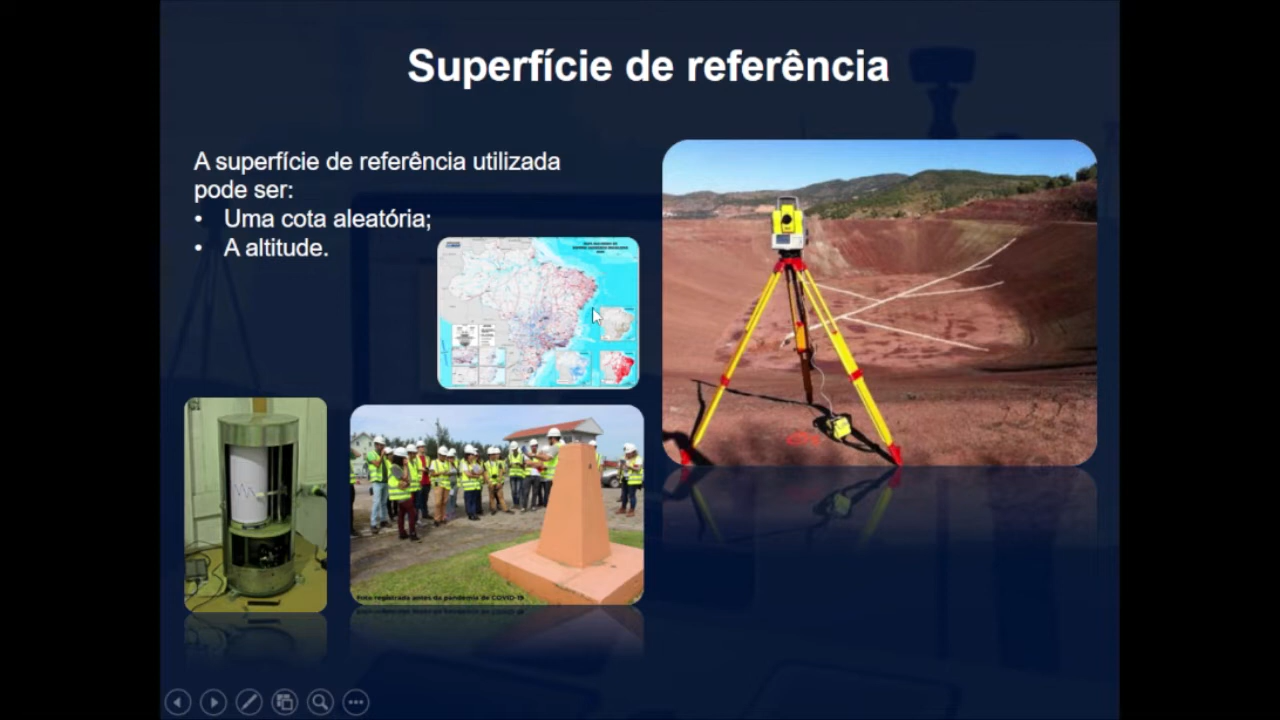 Superfície de referência
A superfície de referência utilizada
pode ser:
• Uma cota aleatória;
• A altitude.
Foto registrada antes da pandemia de COVID-19